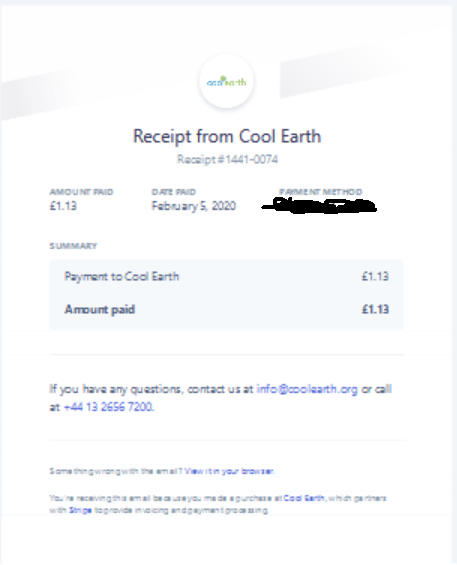 coolearth
Receipt from Cool Earth
Receipt #1441-0074
AMOUNT PAID DATE PAID PAYMENT METHOD
£1.13 February 5, 2020
SUMMARY
Payment to Cool Earth £1.13
Amount paid £1.13
If you have any questions, contact us at info@coolearth.org or call
at +44 13 2656 7200.
Something wrong with the email? View it in your browser.
You're receiving this email because you made a purchase at Cool Earth, which partners
with Stripe to provide invoicing and payment processing.